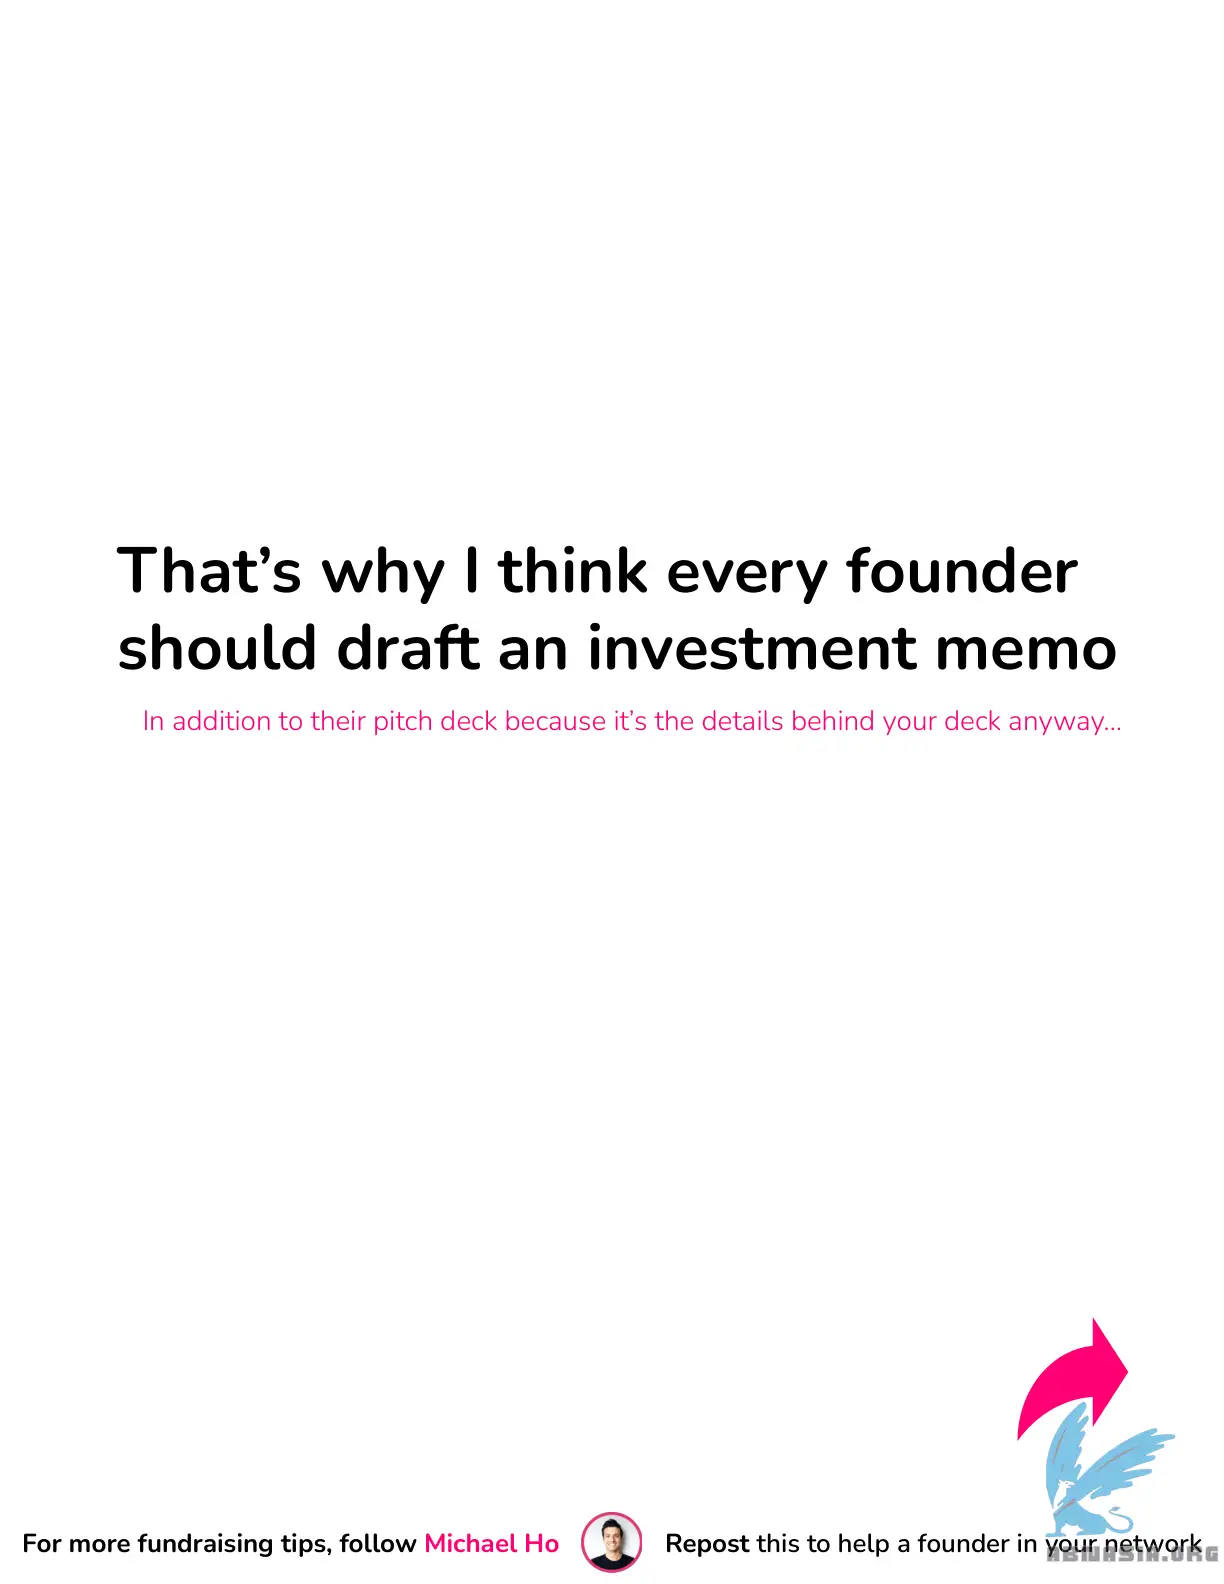 That’s why I think every founder
should draft an investment memo
In addition to their pitch deck because it’s the details behind your deck anyway...
For more fundraising tips, follow Michael Ho
Repost this to help a founder in your network
ABWASIA.ORG